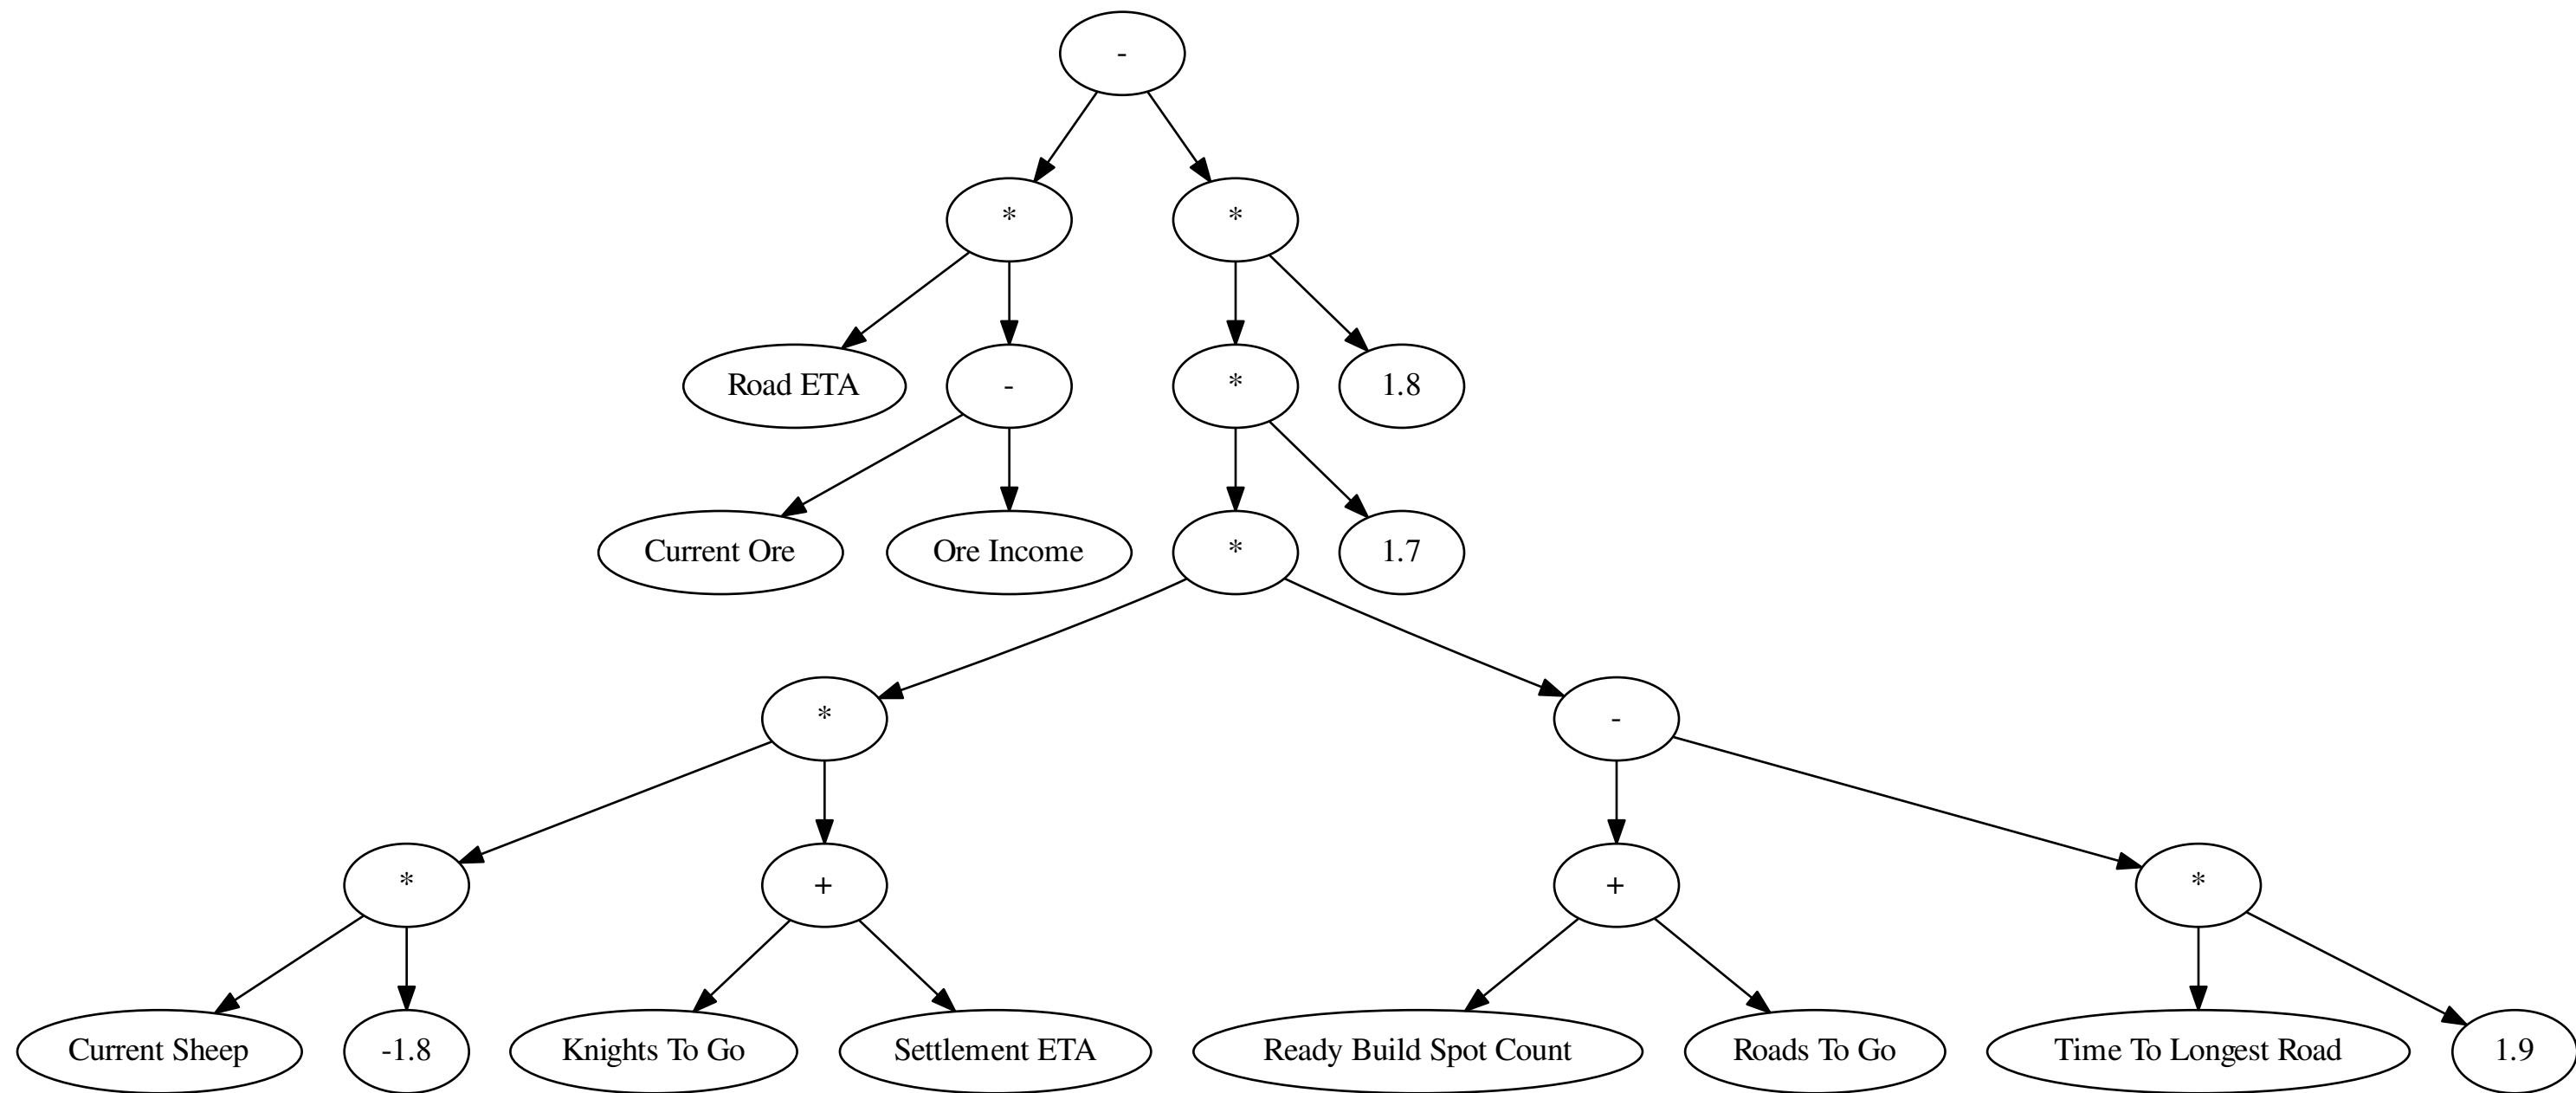 -
*
*
Road ETA
-
*
1.8
Current Ore
Ore Income
*
1.7
*
-
*
+
+
*
Current Sheep
-1.8
Knights To Go
Settlement ETA
Ready Build Spot Count
Roads To Go
Time To Longest Road
1.9